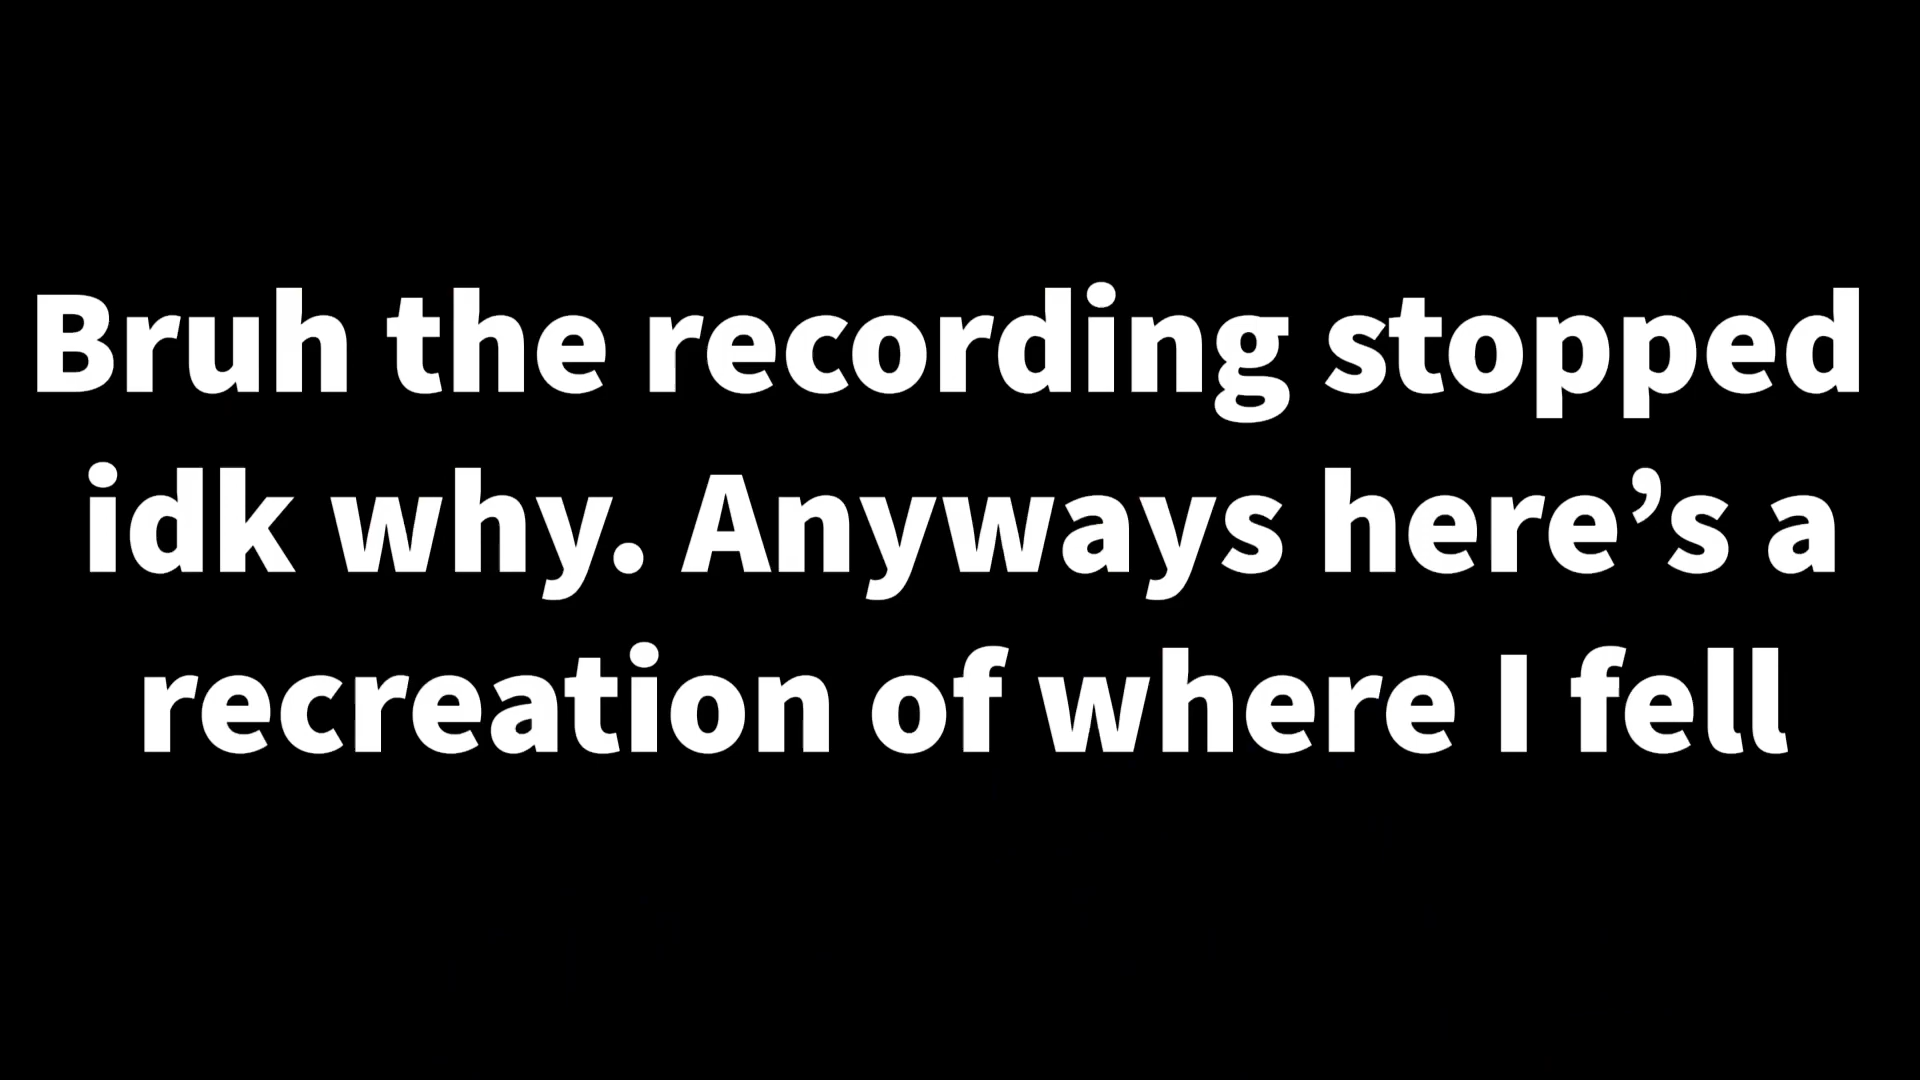 Bruh the recording stopped
idk why. Anyways here’s a
recreation of where I fell